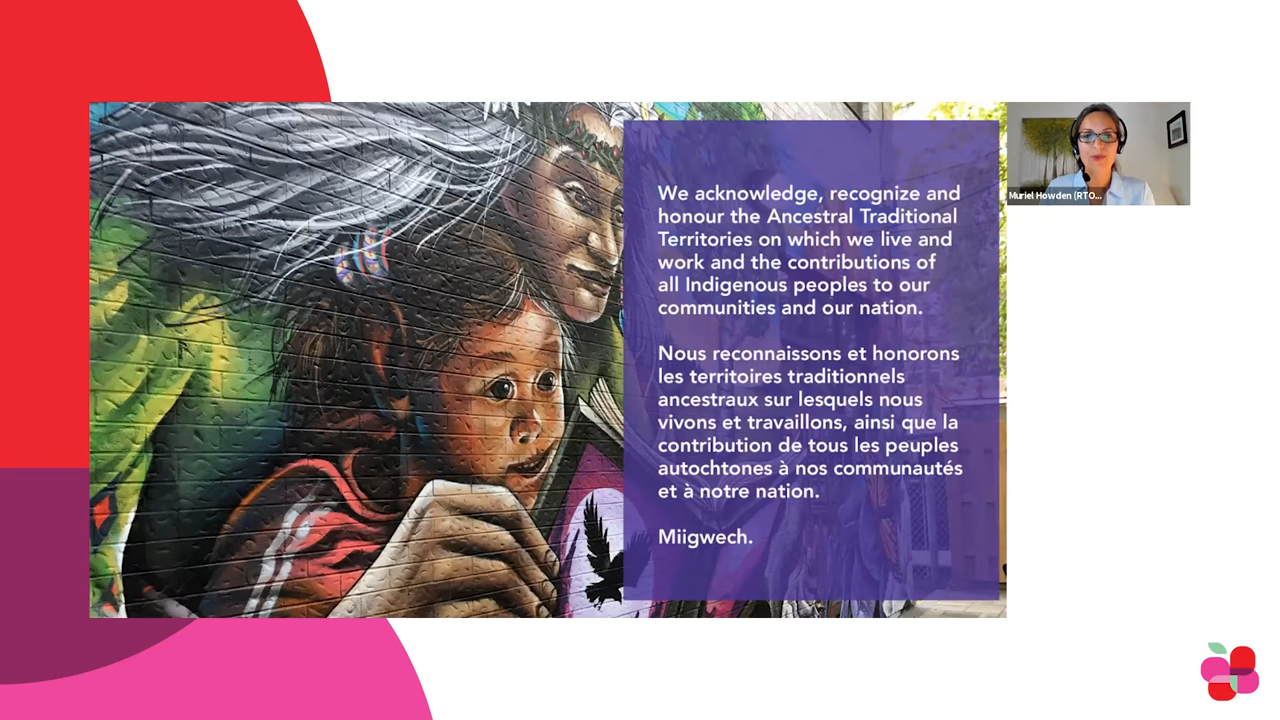 We acknowledge, recognize and
honour the Ancestral Traditional
Territories on which we live and
work and the contributions of
all Indigenous peoples to our
communities and our nation.
Nous reconnaissons et honorons
les territoires traditionnels
ancestraux sur lesquels nous
vivons et travaillons, ainsi que la
contribution de tous les peuples
autochtones à nos communautés
et à notre nation.
Miigwech.
Muriel Howden (RTO...